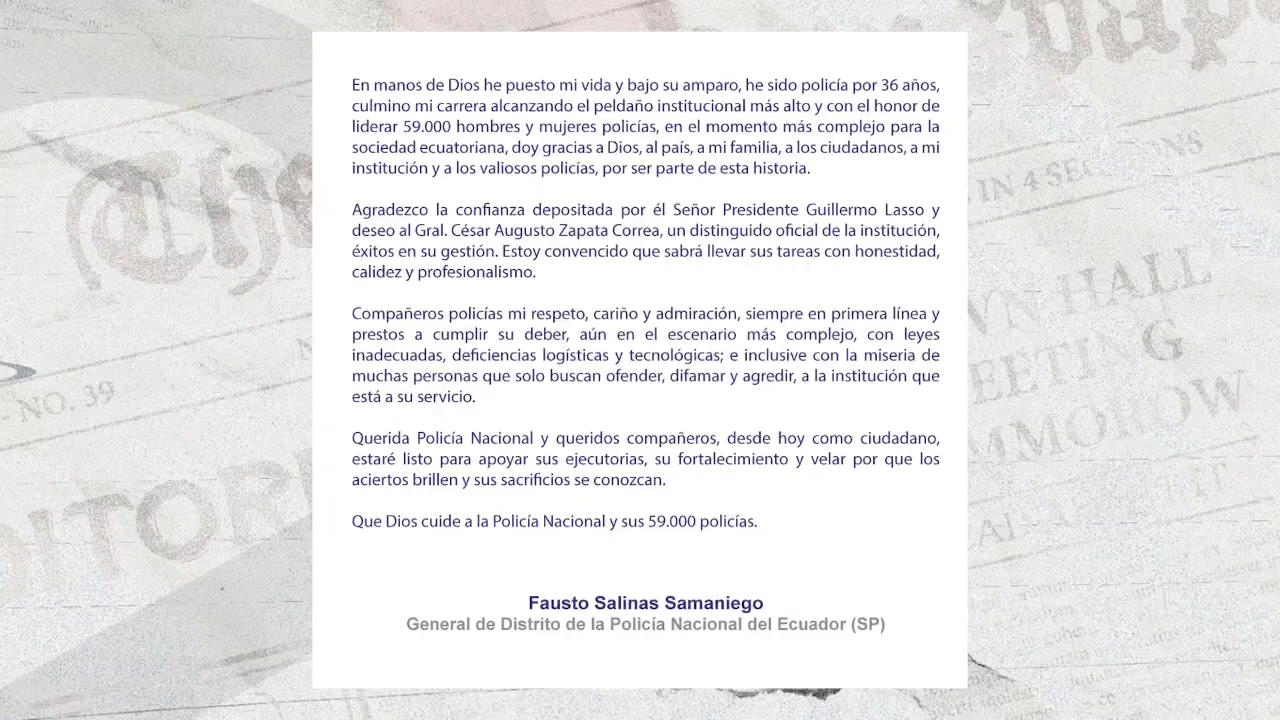 En manos de Dios he puesto mi vida y bajo su amparo, he sido policía por 36 años,
culmino mi carrera alcanzando el peldaño institucional más alto y con el honor de
liderar 59.000 hombres y mujeres policías, en el momento más complejo para la
sociedad ecuatoriana, doy gracias a Dios, al país, a mi familia, a los ciudadanos, a mi
institución y a los valiosos policías, por ser parte de esta historia.
Agradezco la confianza depositada por él Señor Presidente Guillermo Lasso y
deseo al Gral. César Augusto Zapata Correa, un distinguido oficial de la institución,
éxitos en su gestión. Estoy convencido que sabrá llevar sus tareas con honestidad,
calidez y profesionalismo.
Compañeros policías mi respeto, cariño y admiración, siempre en primera línea y
prestos a cumplir su deber, aún en el escenario más complejo, con leyes
inadecuadas, deficiencias logísticas y tecnológicas; e inclusive con la miseria de
muchas personas que solo buscan ofender, difamar y agredir, a la institución que
está a su servicio.
Querida Policía Nacional y queridos compañeros, desde hoy como ciudadano,
estaré listo para apoyar sus ejecutorias, su fortalecimiento y velar por que los
aciertos brillen y sus sacrificios se conozcan.
Que Dios cuide a la Policía Nacional y sus 59.000 policías.
Fausto Salinas Samaniego
General de Distrito de la Policía Nacional del Ecuador (SP)
NO. 39
IN 4
HALL